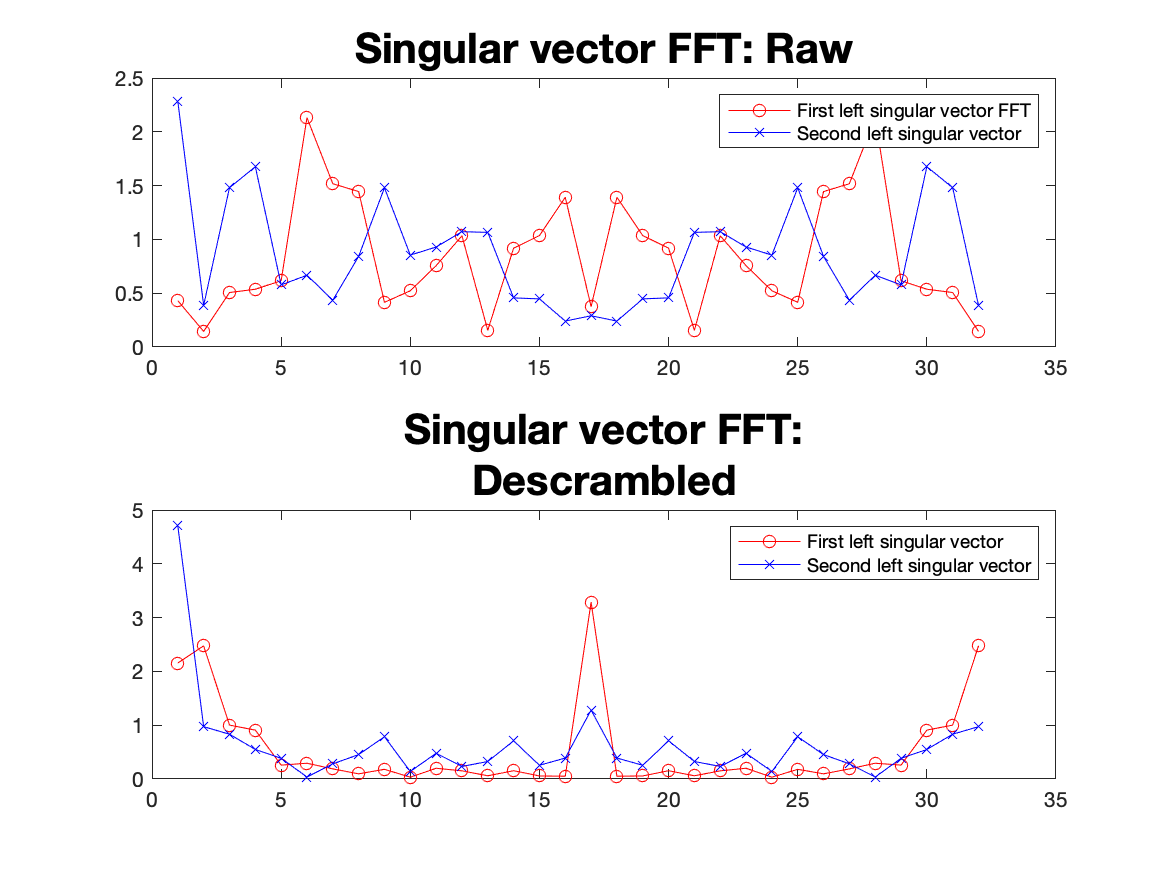 Singular vector FFT: Raw
2.5
2
1.5
1
0.5
0
First left singular vector FFT
Second left singular vector
0 5 10 15 20 25 30 35
Singular vector FFT:
Descrambled
5
4
3
2
1
0
First left singular vector
Second left singular vector
0 5 10 15 20 25 30 35